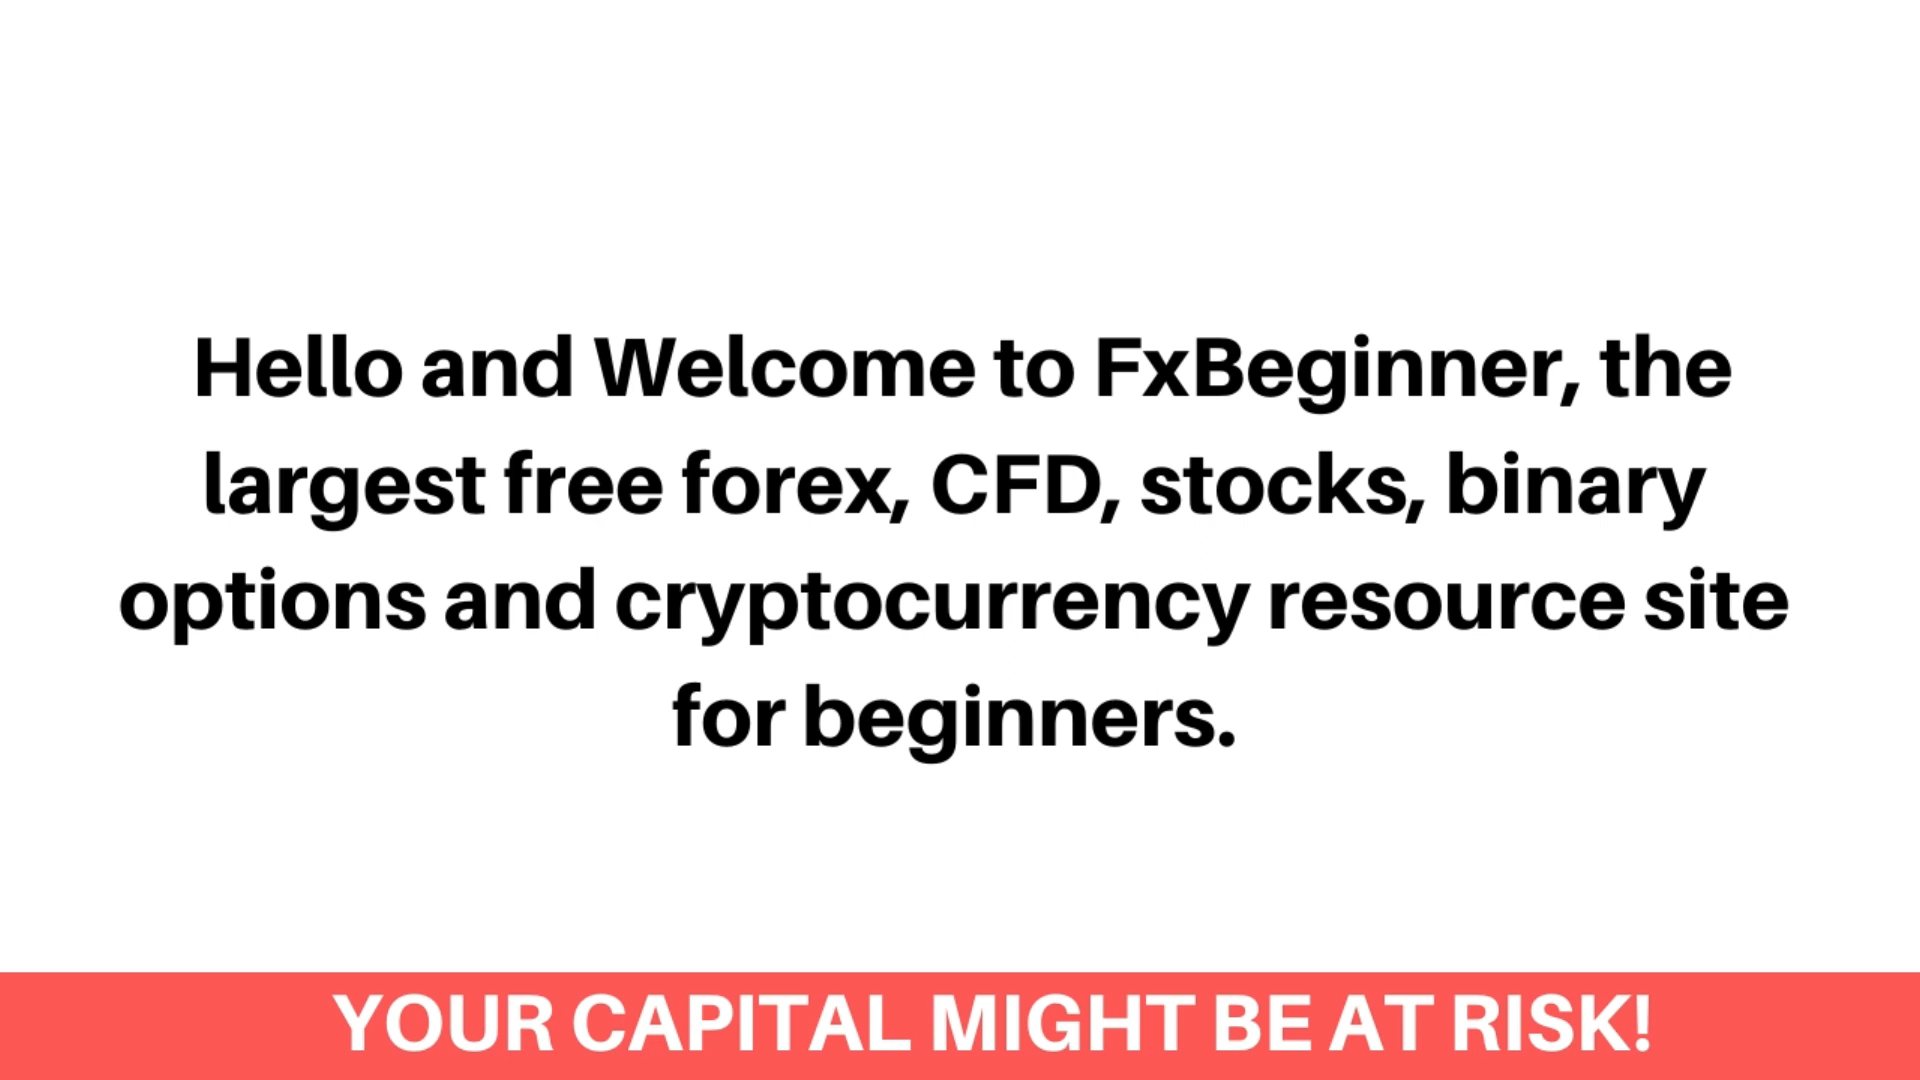 Hello and Welcome to FxBeginner, the
largest free forex, CFD, stocks, binary
options and cryptocurrency resource site
for beginners.
YOUR CAPITAL MIGHT BE AT RISK!